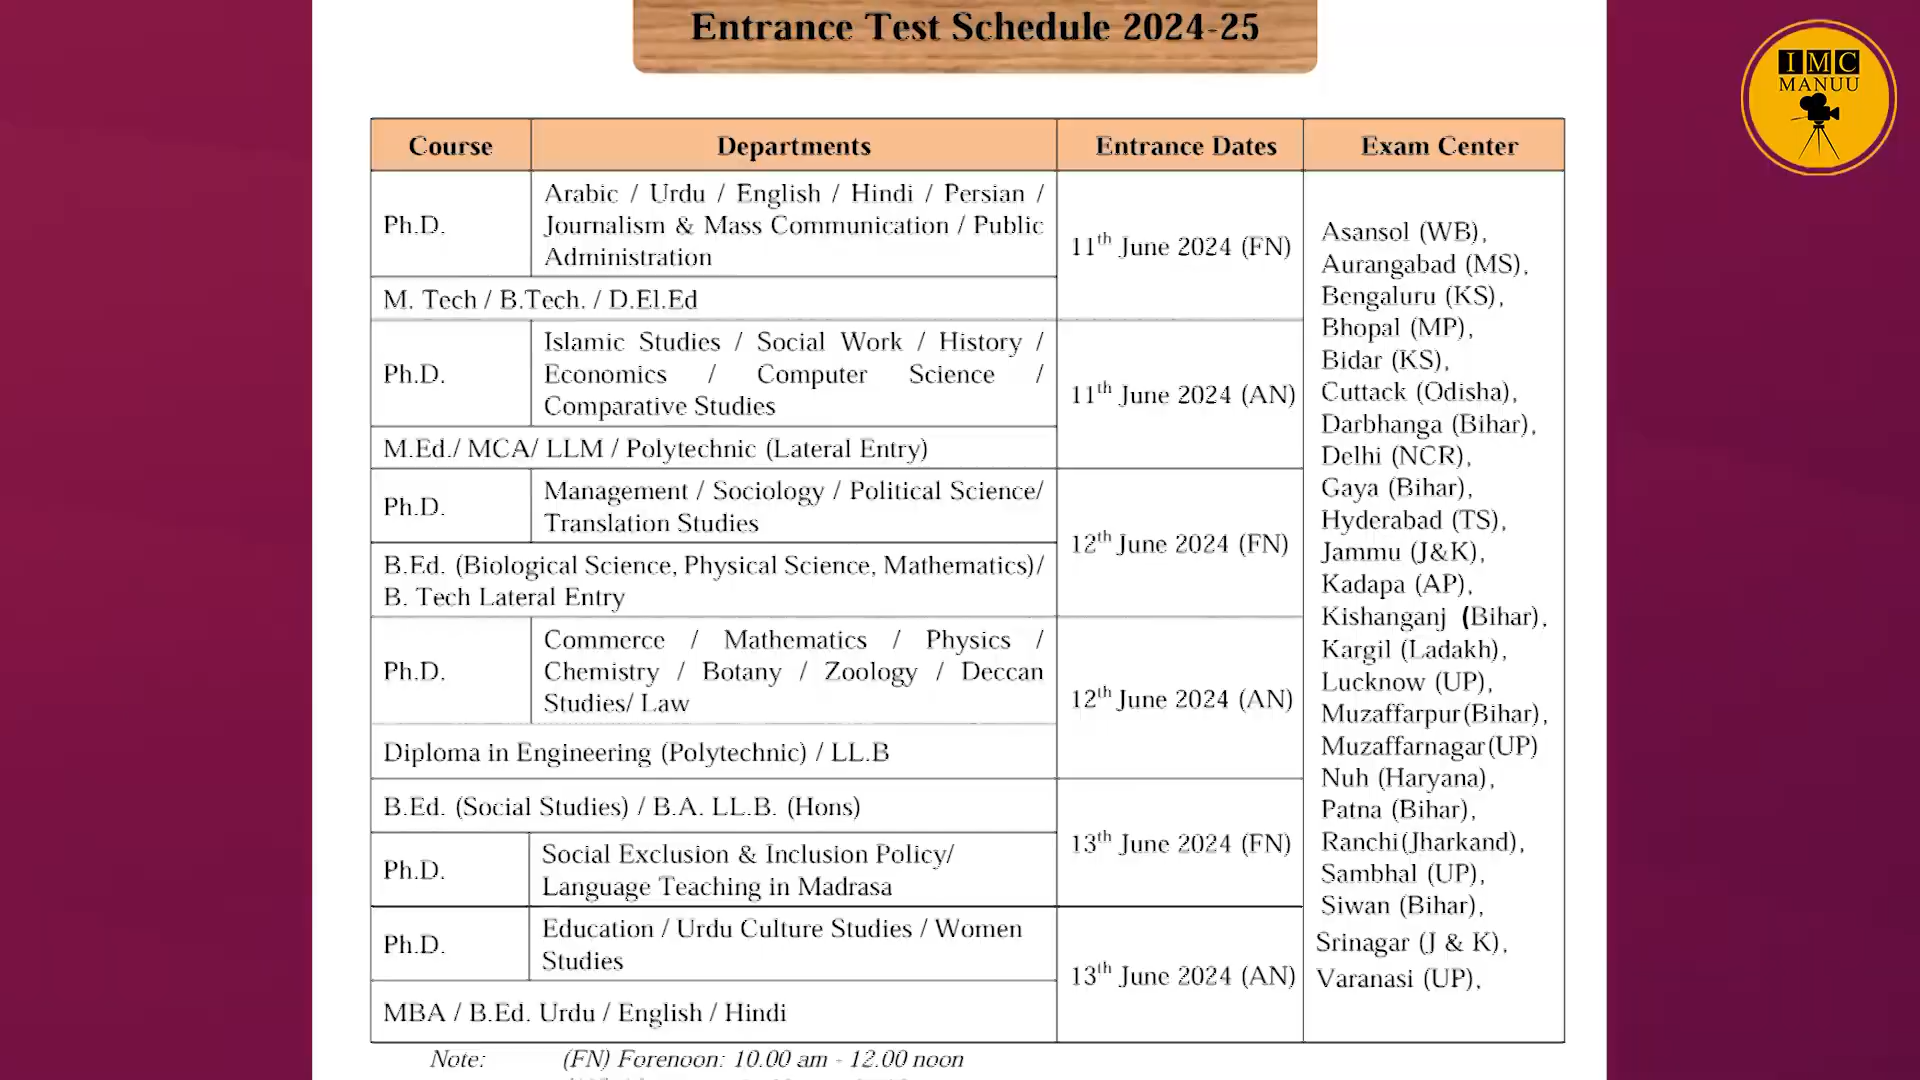 Entrance Test Schedule 2024-25
IMC
MANUU
Course Departments Entrance Dates Exam Center
Ph.D.
Arabic / Urdu / English / Hindi / Persian /
Journalism & Mass Communication / Public
Administration
M. Tech / B.Tech. / D.El.Ed
11th June 2024 (FN)
Ph.D.
Islamic Studies / Social Work / History /
Economics / Computer Science /
Comparative Studies
M.Ed./ MCA/ LLM / Polytechnic (Lateral Entry)
11th June 2024 (AN)
Ph.D.
Management / Sociology / Political Science/
Translation Studies
B.Ed. (Biological Science, Physical Science, Mathematics)/
B. Tech Lateral Entry
12th June 2024 (FN)
Ph.D.
Commerce / Mathematics / Physics /
Chemistry / Botany / Zoology / Deccan
Studies/ Law
Diploma in Engineering (Polytechnic) / LL.B
12th June 2024 (AN)
B.Ed. (Social Studies) / B.A. LL.B. (Hons)
Ph.D.
Social Exclusion & Inclusion Policy/
Language Teaching in Madrasa
13th June 2024 (FN)
Ph.D.
Education / Urdu Culture Studies / Women
Studies
MBA / B.Ed. Urdu / English / Hindi
13th June 2024 (AN)
Asansol (WB),
Aurangabad (MS),
Bengaluru (KS),
Bhopal (MP),
Bidar (KS),
Cuttack (Odisha),
Darbhanga (Bihar),
Delhi (NCR),
Gaya (Bihar),
Hyderabad (TS),
Jammu (J&K),
Kadapa (AP),
Kishanganj (Bihar),
Kargil (Ladakh),
Lucknow (UP),
Muzaffarpur(Bihar),
Muzaffarnagar(UP)
Nuh (Haryana),
Patna (Bihar),
Ranchi(Jharkand),
Sambhal (UP),
Siwan (Bihar),
Srinagar (J & K),
Varanasi (UP),
Note: (FN) Forenoon: 10.00 am - 12.00 noon